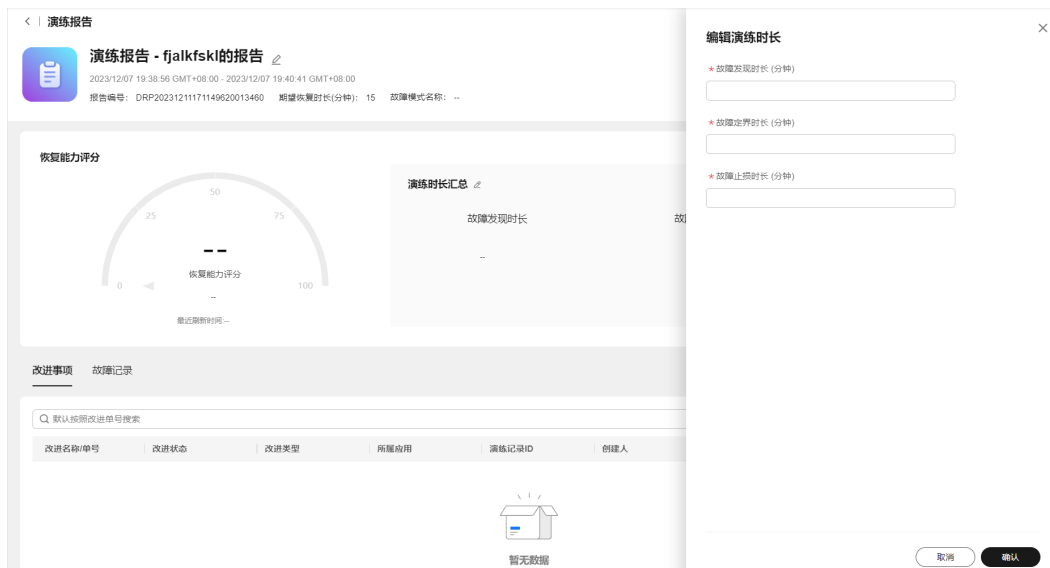 演练报告
演练报告 - fjalkfskl的报告
2023/12/07 19:38:56 GMT+08:00 - 2023/12/07 19:40:41 GMT+08:00
报告编号： DRP20231211171149620013460 期望恢复时长(分钟)： 15 故障模式名称： --
恢复能力评分
0
25
50
75
100
--
恢复能力评分
--
最近刷新时间 --
演练时长汇总
故障发现时长
--
改进事项 故障记录
默认按照改进单号搜索
改进名称/单号 改进状态 改进类型 所属应用 演练记录ID 创建人
暂无数据
编辑演练时长
* 故障发现时长 (分钟)
* 故障定界时长 (分钟)
* 故障止损时长 (分钟)
取消 确认